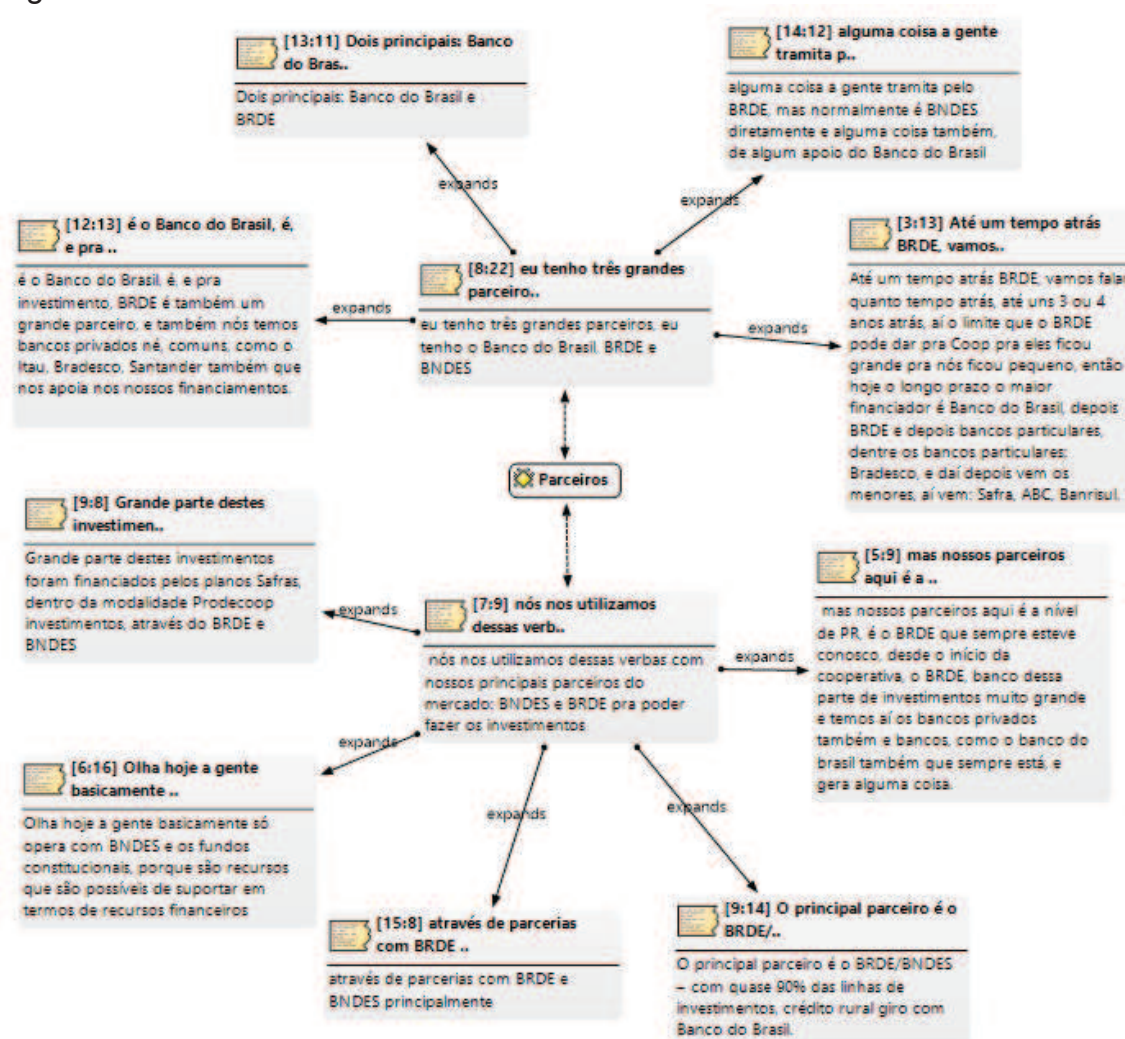 [13:11] Dois principais: Banco
do Bras..
Dois principais: Banco do Brasil e
BRDE
[14:12] alguma coisa a gente
tramita p..
alguma coisa a gente tramita pelo
BRDE, mas normalmente é BNDES
diretamente e alguma coisa também,
de algum apoio do Banco do Brasil
expands
expands
[12:13] é o Banco do Brasil, é,
e pra ..
é o Banco do Brasil, é, e pra
investimento, BRDE é também um
grande parceiro, e também nós temos
bancos privados né, comuns, como o
Itau, Bradesco, Santander também que
nos apoia nos nossos financiamentos.
expands
[8:22] eu tenho três grandes
parceiro..
eu tenho três grandes parceiros, eu
tenho o Banco do Brasil, BRDE e
BNDES
expands
[3:13] Até um tempo atrás
BRDE, vamos..
Até um tempo atrás BRDE, vamos falar
quanto tempo atrás, até uns 3 ou 4
anos atrás, aí o limite que o BRDE
pode dar pra Coop pra eles ficou
grande pra nós ficou pequeno, então
hoje o longo prazo o maior
financiador é Banco do Brasil, depois
BRDE e depois bancos particulares,
dentre os bancos particulares:
Bradesco, e daí depois vem os
menores, aí vem: Safra, ABC, Banrisul.
Parceiros
[9:8] Grande parte destes
investimen..
Grande parte destes investimentos
foram financiados pelos planos Safras,
dentro da modalidade Prodecoop
investimentos, através do BRDE e
BNDES
expands
[7:9] nós nos utilizamos
dessas verb..
nós nos utilizamos dessas verbas com
nossos principais parceiros do
mercado: BNDES e BRDE pra poder
fazer os investimentos
expands
[5:9] mas nossos parceiros
aqui é a ..
mas nossos parceiros aqui é a nível
de PR, é o BRDE que sempre esteve
conosco, desde o início da
cooperativa, o BRDE, banco dessa
parte de investimentos muito grande
e temos aí os bancos privados
também e bancos, como o banco do
brasil também que sempre está, e
gera alguma coisa.
expands
[6:16] Olha hoje a gente
basicamente ..
Olha hoje a gente basicamente só
opera com BNDES e os fundos
constitucionais, porque são recursos
que são possíveis de suportar em
termos de recursos financeiros
expands
expands
[15:8] através de parcerias
com BRDE ..
através de parcerias com BRDE e
BNDES principalmente
[9:14] O principal parceiro é o
BRDE/..
O principal parceiro é o BRDE/BNDES
– com quase 90% das linhas de
investimentos, crédito rural giro com
Banco do Brasil.